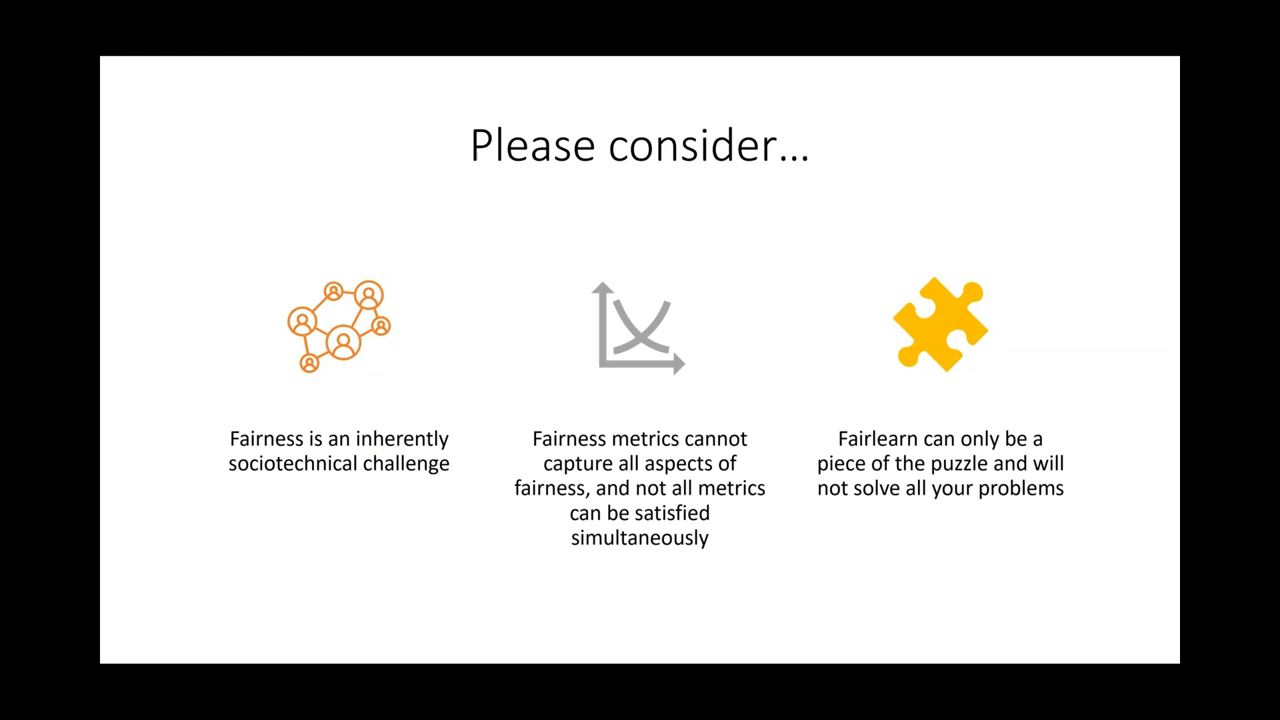 Please consider...
Fairness is an inherently
sociotechnical challenge
Fairness metrics cannot
capture all aspects of
fairness, and not all metrics
can be satisfied
simultaneously
Fairlearn can only be a
piece of the puzzle and will
not solve all your problems